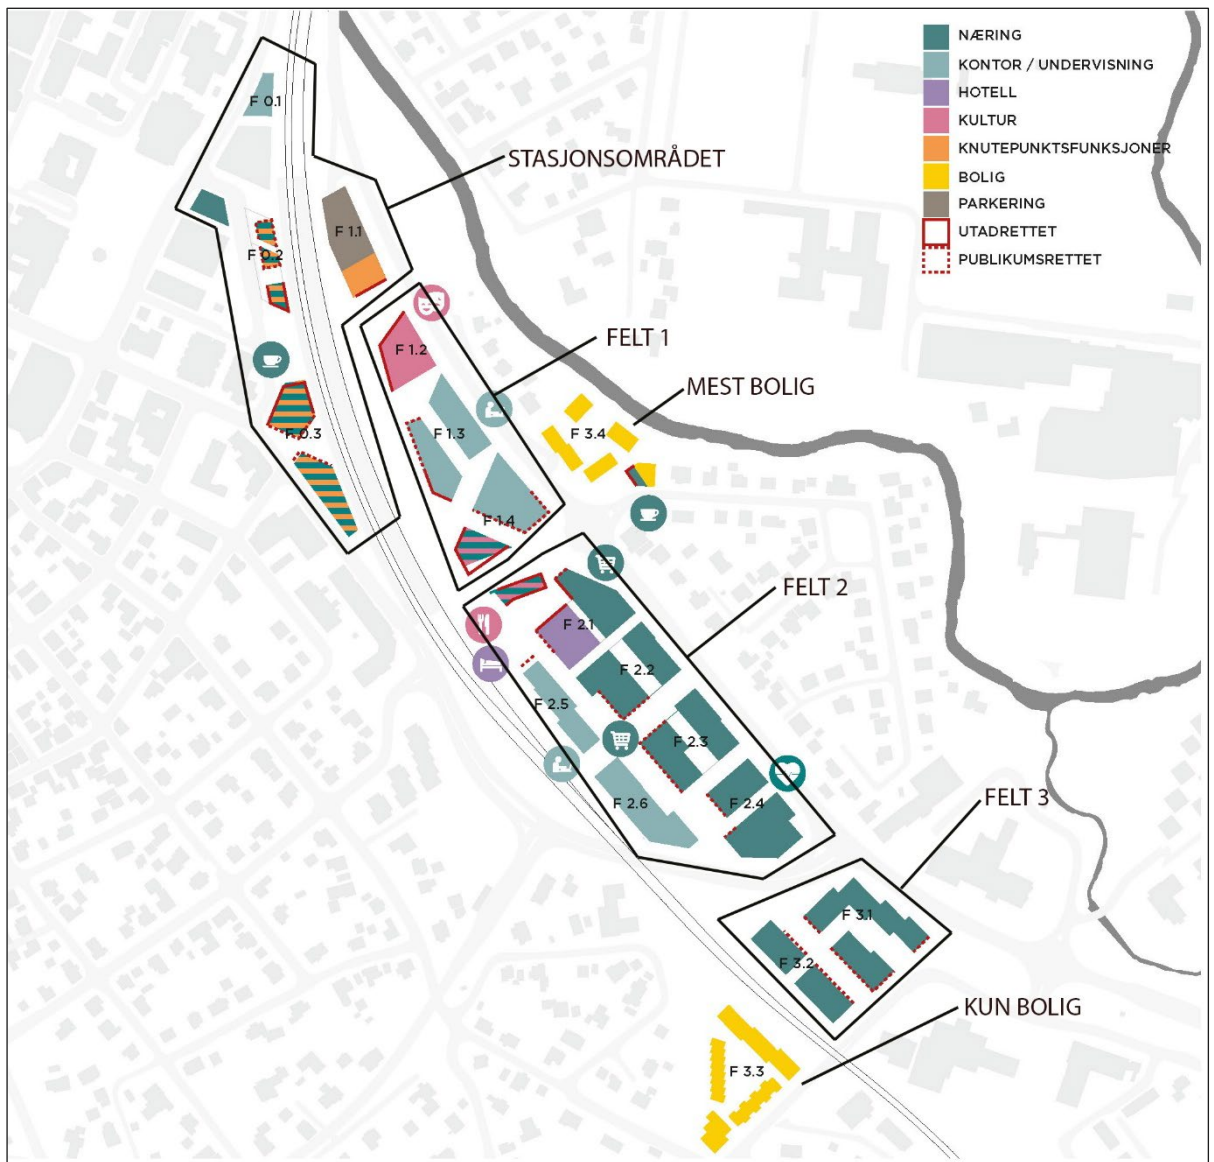 NÆRING
KONTOR / UNDERVISNING
HOTELL
KULTUR
KNUTEPUNKTSFUNKSJONER
BOLIG
PARKERING
UTADRETTET
PUBLIKUMSRETTET
F 0.1
STASJONSOMRÅDET
F 1.1
F 0.2
FELT 1
F 1.2
MEST BOLIG
F 0.3
F 1.3
F 3.4
F 1.4
FELT 2
F 2.1
F 2.2
F 2.5
F 2.3
F 2.6
F 2.4
FELT 3
F 3.1
F 3.2
KUN BOLIG
F 3.3